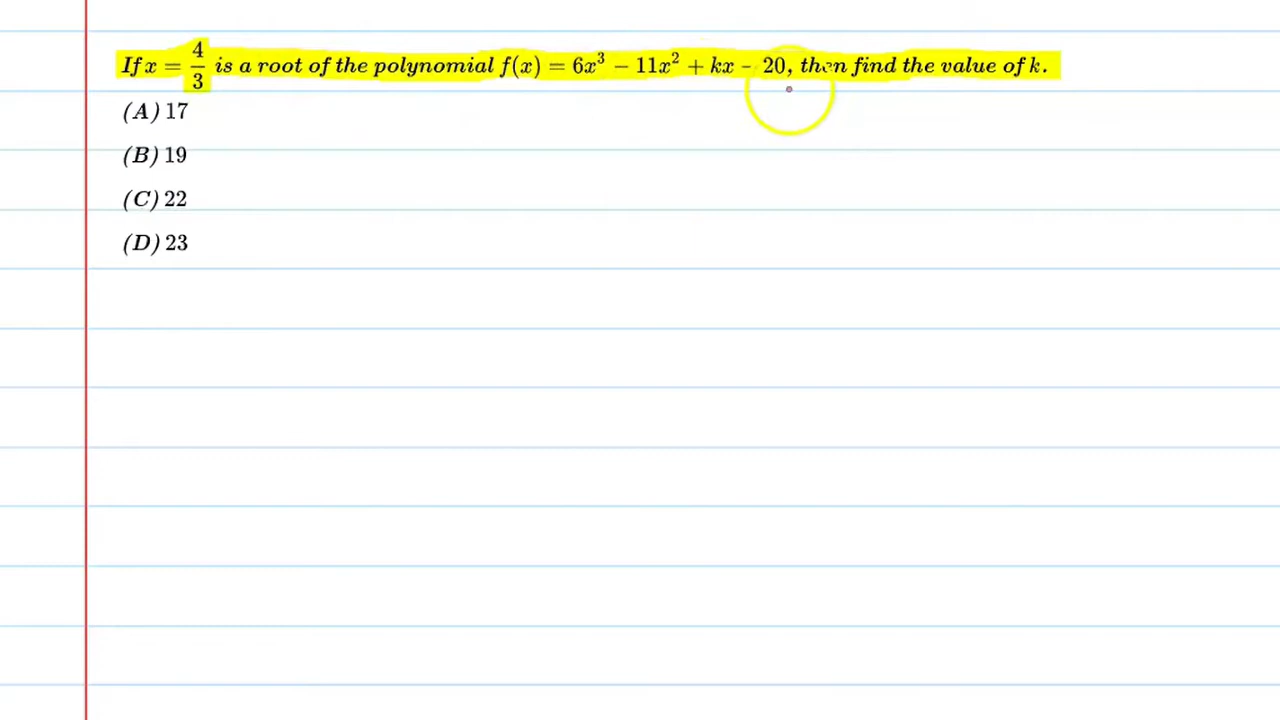 If x = 4/3 is a root of the polynomial f(x) = 6x³ − 11x² + kx − 20, then find the value of k.
(A) 17
(B) 19
(C) 22
(D) 23